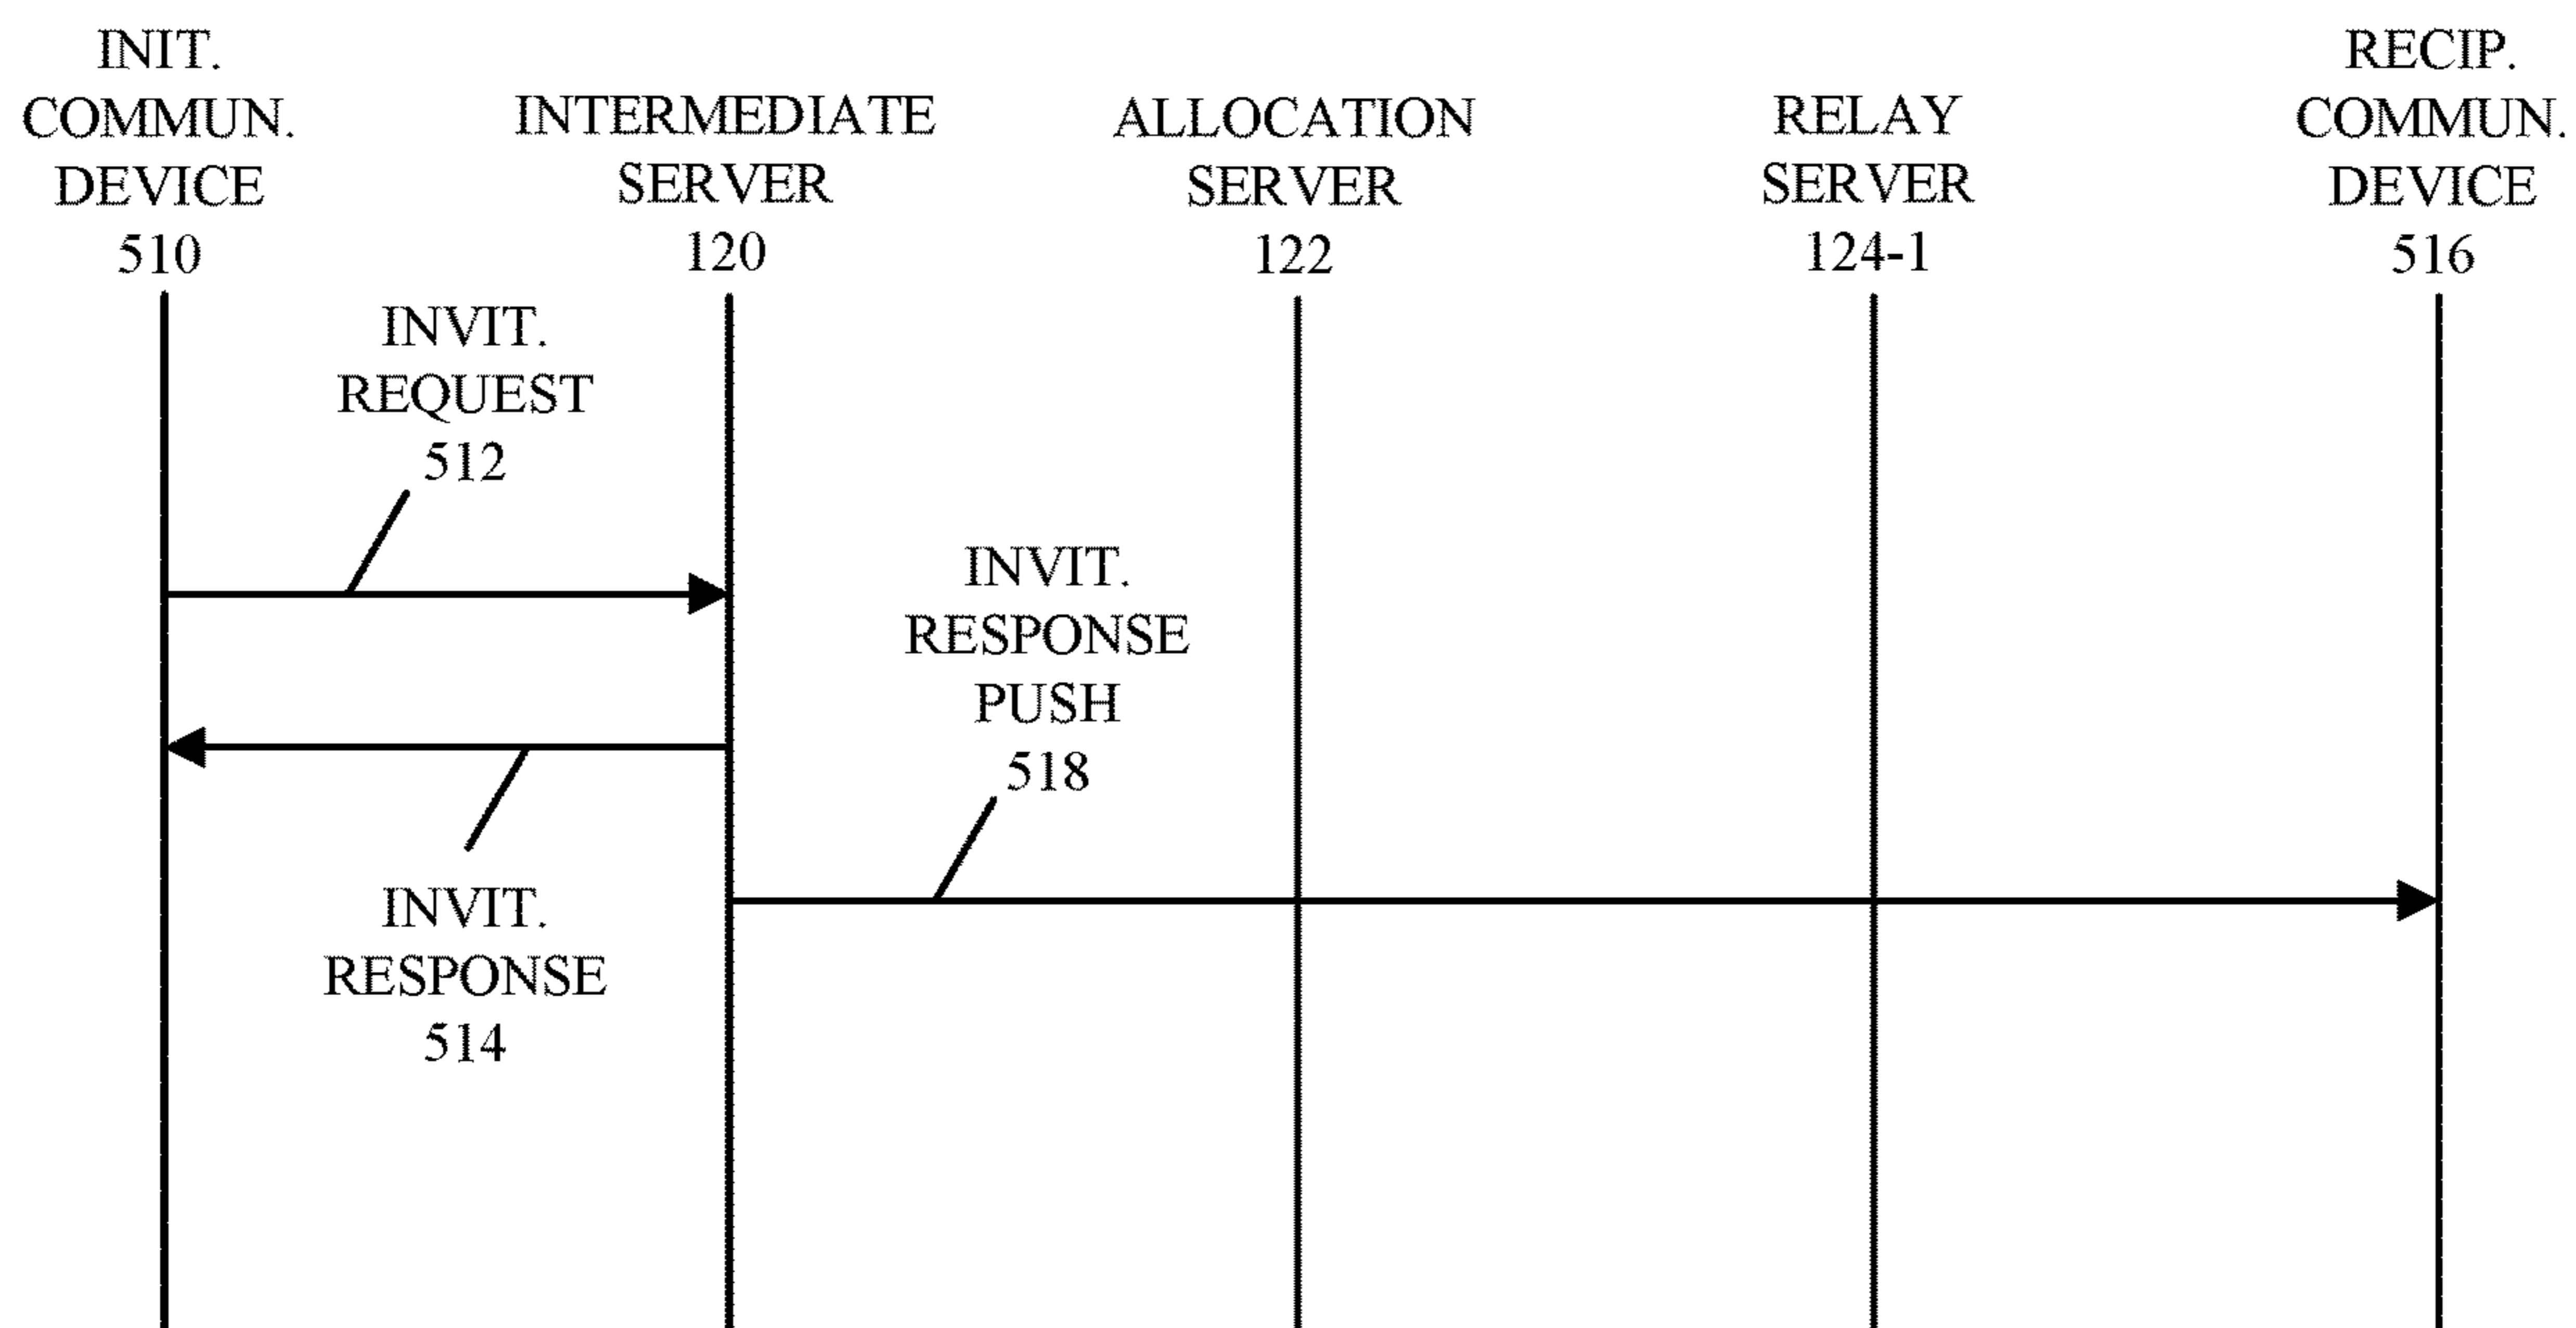 INIT.
COMMUN.
DEVICE
510
INTERMEDIATE
SERVER
120
ALLOCATION
SERVER
122
RELAY
SERVER
124-1
RECIP.
COMMUN.
DEVICE
516
INVIT.
REQUEST
512
INVIT.
RESPONSE
PUSH
518
INVIT.
RESPONSE
514